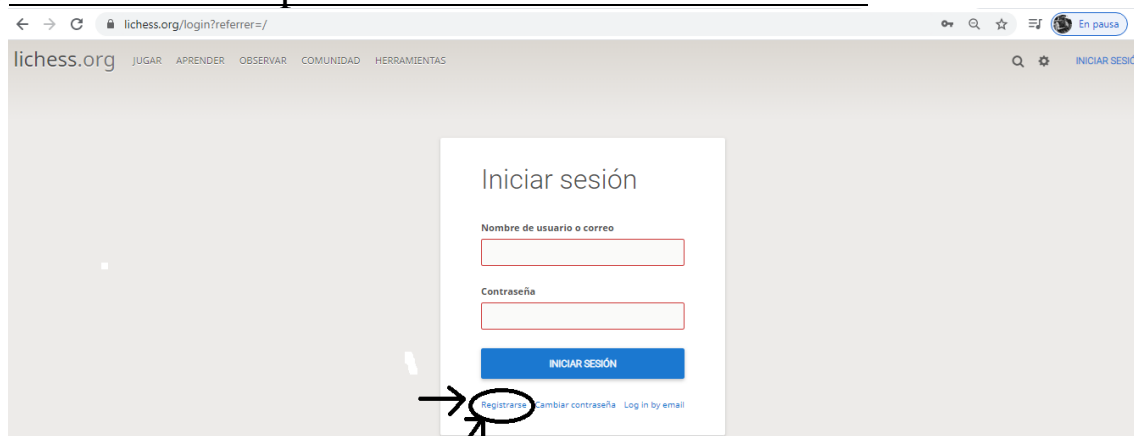 lichess.org/login?referrer=/
En pausa
lichess.org JUGAR APRENDER OBSERVAR COMUNIDAD HERRAMIENTAS INICIAR SESIÓ
Iniciar sesión
Nombre de usuario o correo
Contraseña
INICIAR SESIÓN
Registrarse Cambiar contraseña Log in by email